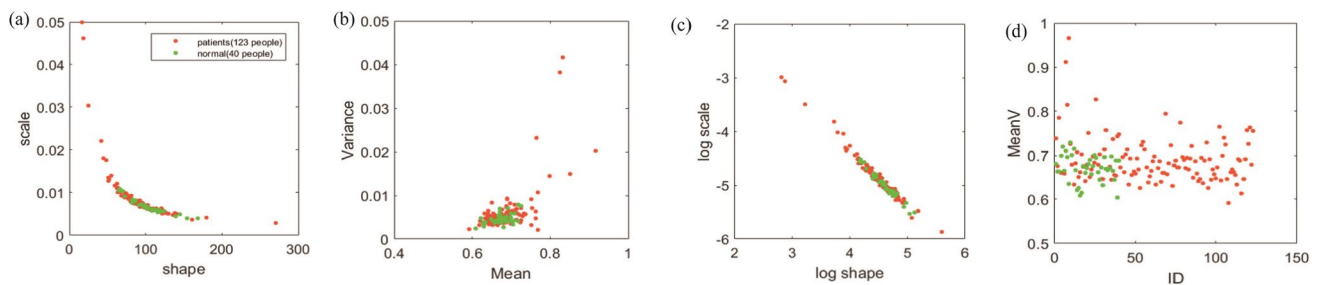 (a)
scale
0.05
0.04
0.03
0.02
0.01
0
0
100
200
300
shape
patients(123 people)
normal(40 people)
(b)
Variance
0.05
0.04
0.03
0.02
0.01
0
0.4
0.6
0.8
1
Mean
(c)
log scale
-2
-3
-4
-5
-6
2
3
4
5
6
log shape
(d)
MeanV
1
0.9
0.8
0.7
0.6
0.5
0
50
100
150
ID